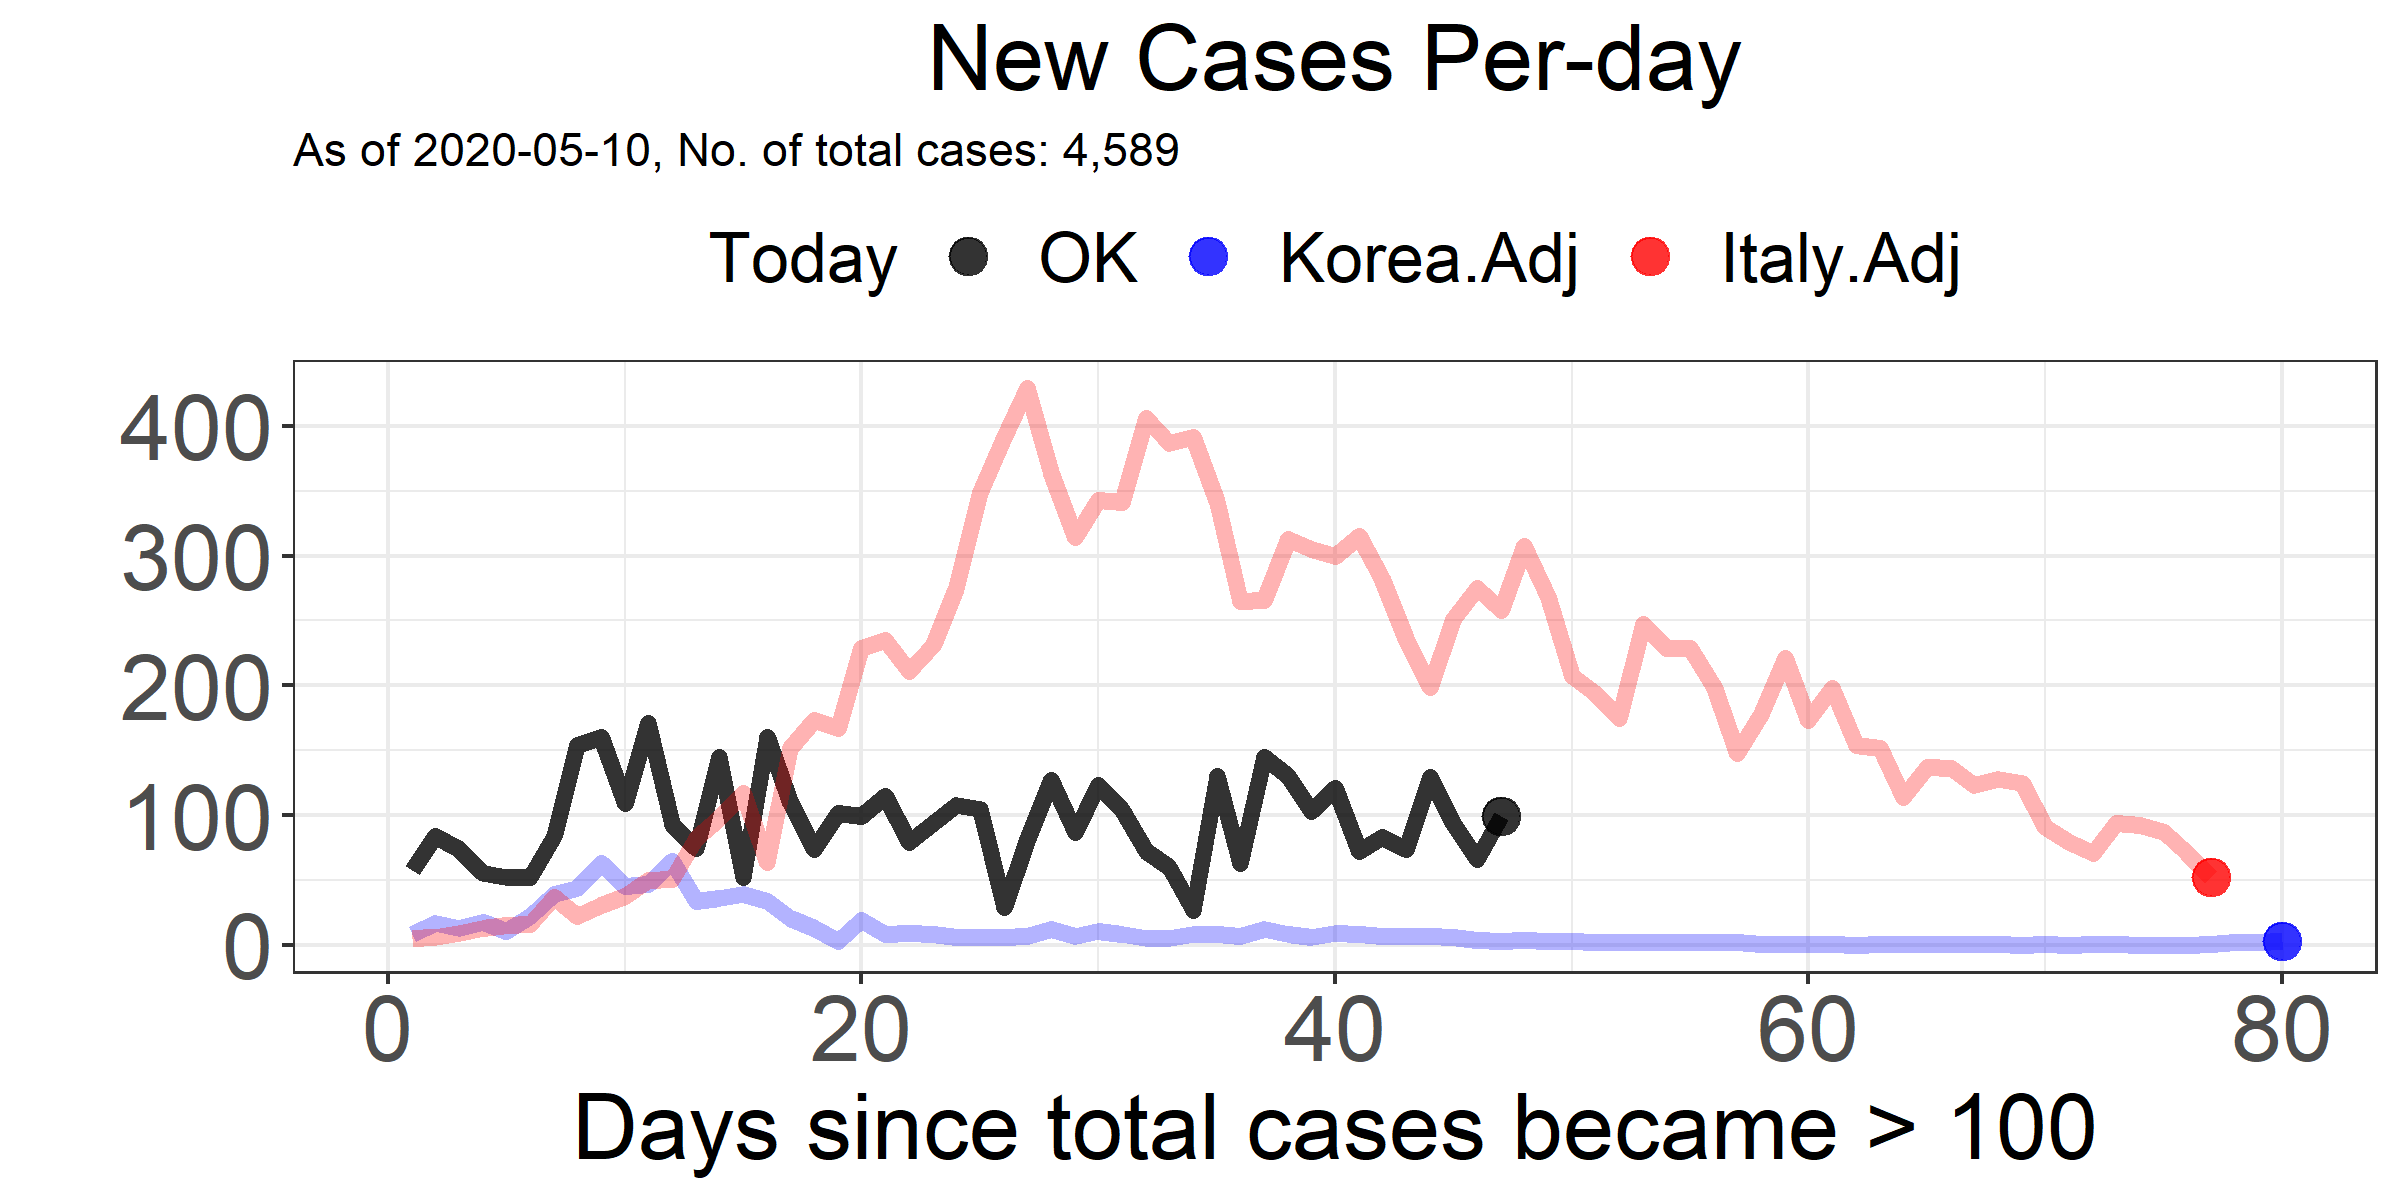 New Cases Per-day
As of 2020-05-10, No. of total cases: 4,589
Today OK Korea.Adj Italy.Adj
400
300
200
100
0
0 20 40 60 80
Days since total cases became > 100